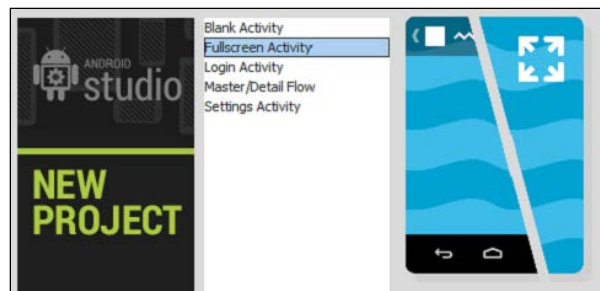 ANDROID
studio
NEW
PROJECT
Blank Activity
Fullscreen Activity
Login Activity
Master/Detail Flow
Settings Activity